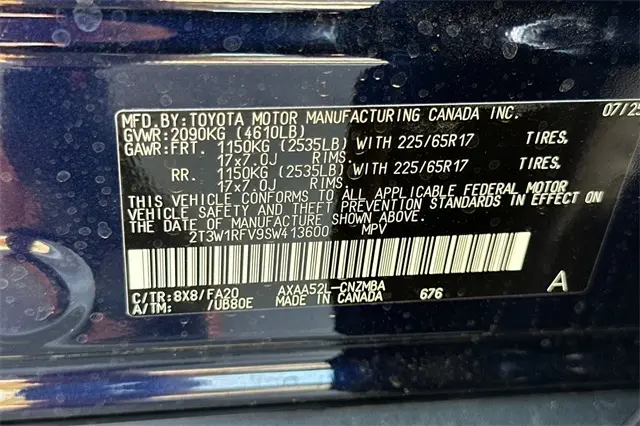 MFD. BY: TOYOTA MOTOR MANUFACTURING CANADA INC. 07/25
GVWR: 2090KG (4610LB)
GAWR: FRT. 1150KG (2535LB) WITH 225/65R17 TIRES,
17x7.0J RIMS.
RR. 1150KG (2535LB) WITH 225/65R17 TIRES,
17x7.0J RIMS.
THIS VEHICLE CONFORMS TO ALL APPLICABLE FEDERAL MOTOR
VEHICLE SAFETY AND THEFT PREVENTION STANDARDS IN EFFECT ON
THE DATE OF MANUFACTURE SHOWN ABOVE.
2T3W1RFV9SW413600 MPV
C/TR: 8X8/FA20 AXAA52L-CNZMBA A
A/TM: /UB80E MADE IN CANADA 676